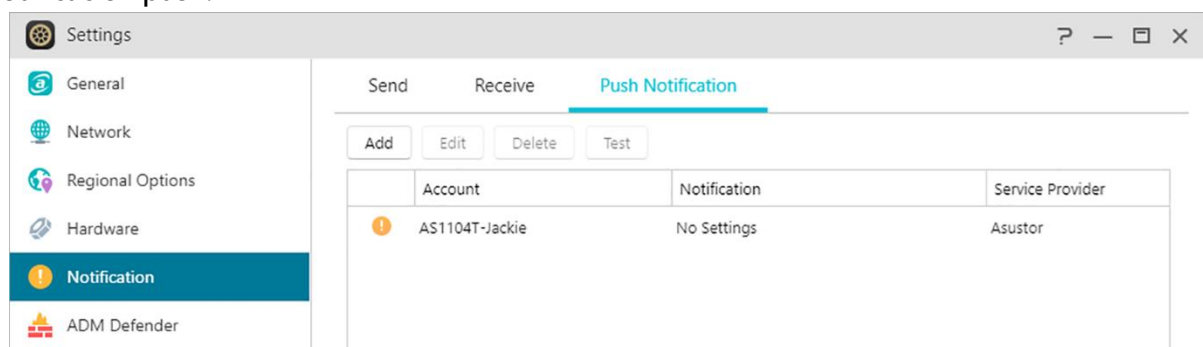 Settings
General
Network
Regional Options
Hardware
Notification
ADM Defender
Send Receive Push Notification
Add Edit Delete Test
Account Notification Service Provider
AS1104T-Jackie No Settings Asustor